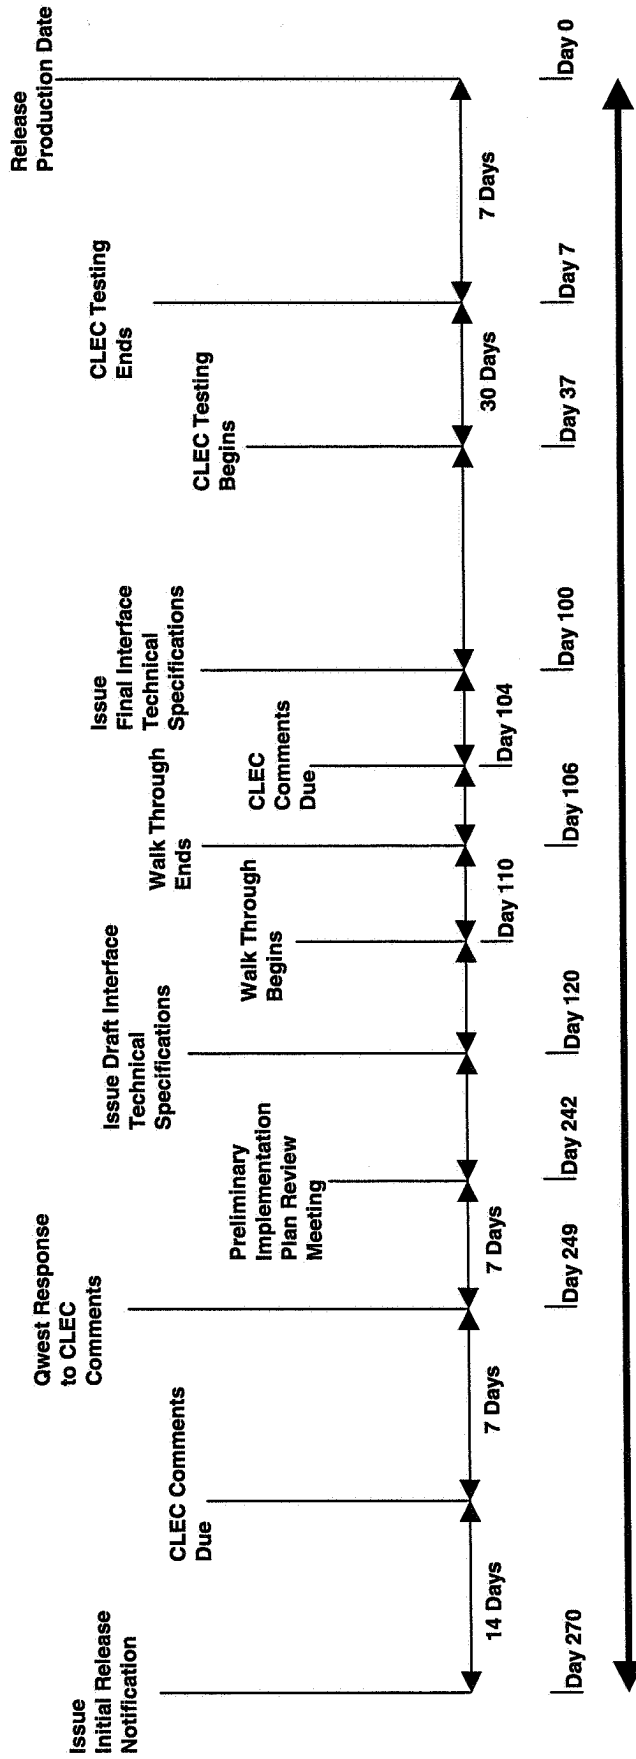 Issue
Initial Release
Notification
CLEC Comments
Due
Qwest Response
to CLEC
Comments
Preliminary
Implementation
Plan Review
Meeting
Issue Draft Interface
Technical
Specifications
Walk Through
Begins
Walk Through
Ends
CLEC
Comments
Due
Issue
Final Interface
Technical
Specifications
CLEC Testing
Begins
CLEC Testing
Ends
Release
Production Date
14 Days
7 Days
7 Days
30 Days
7 Days
Day 270
Day 249
Day 242
Day 120
Day 110
Day 106
Day 104
Day 100
Day 37
Day 7
Day 0